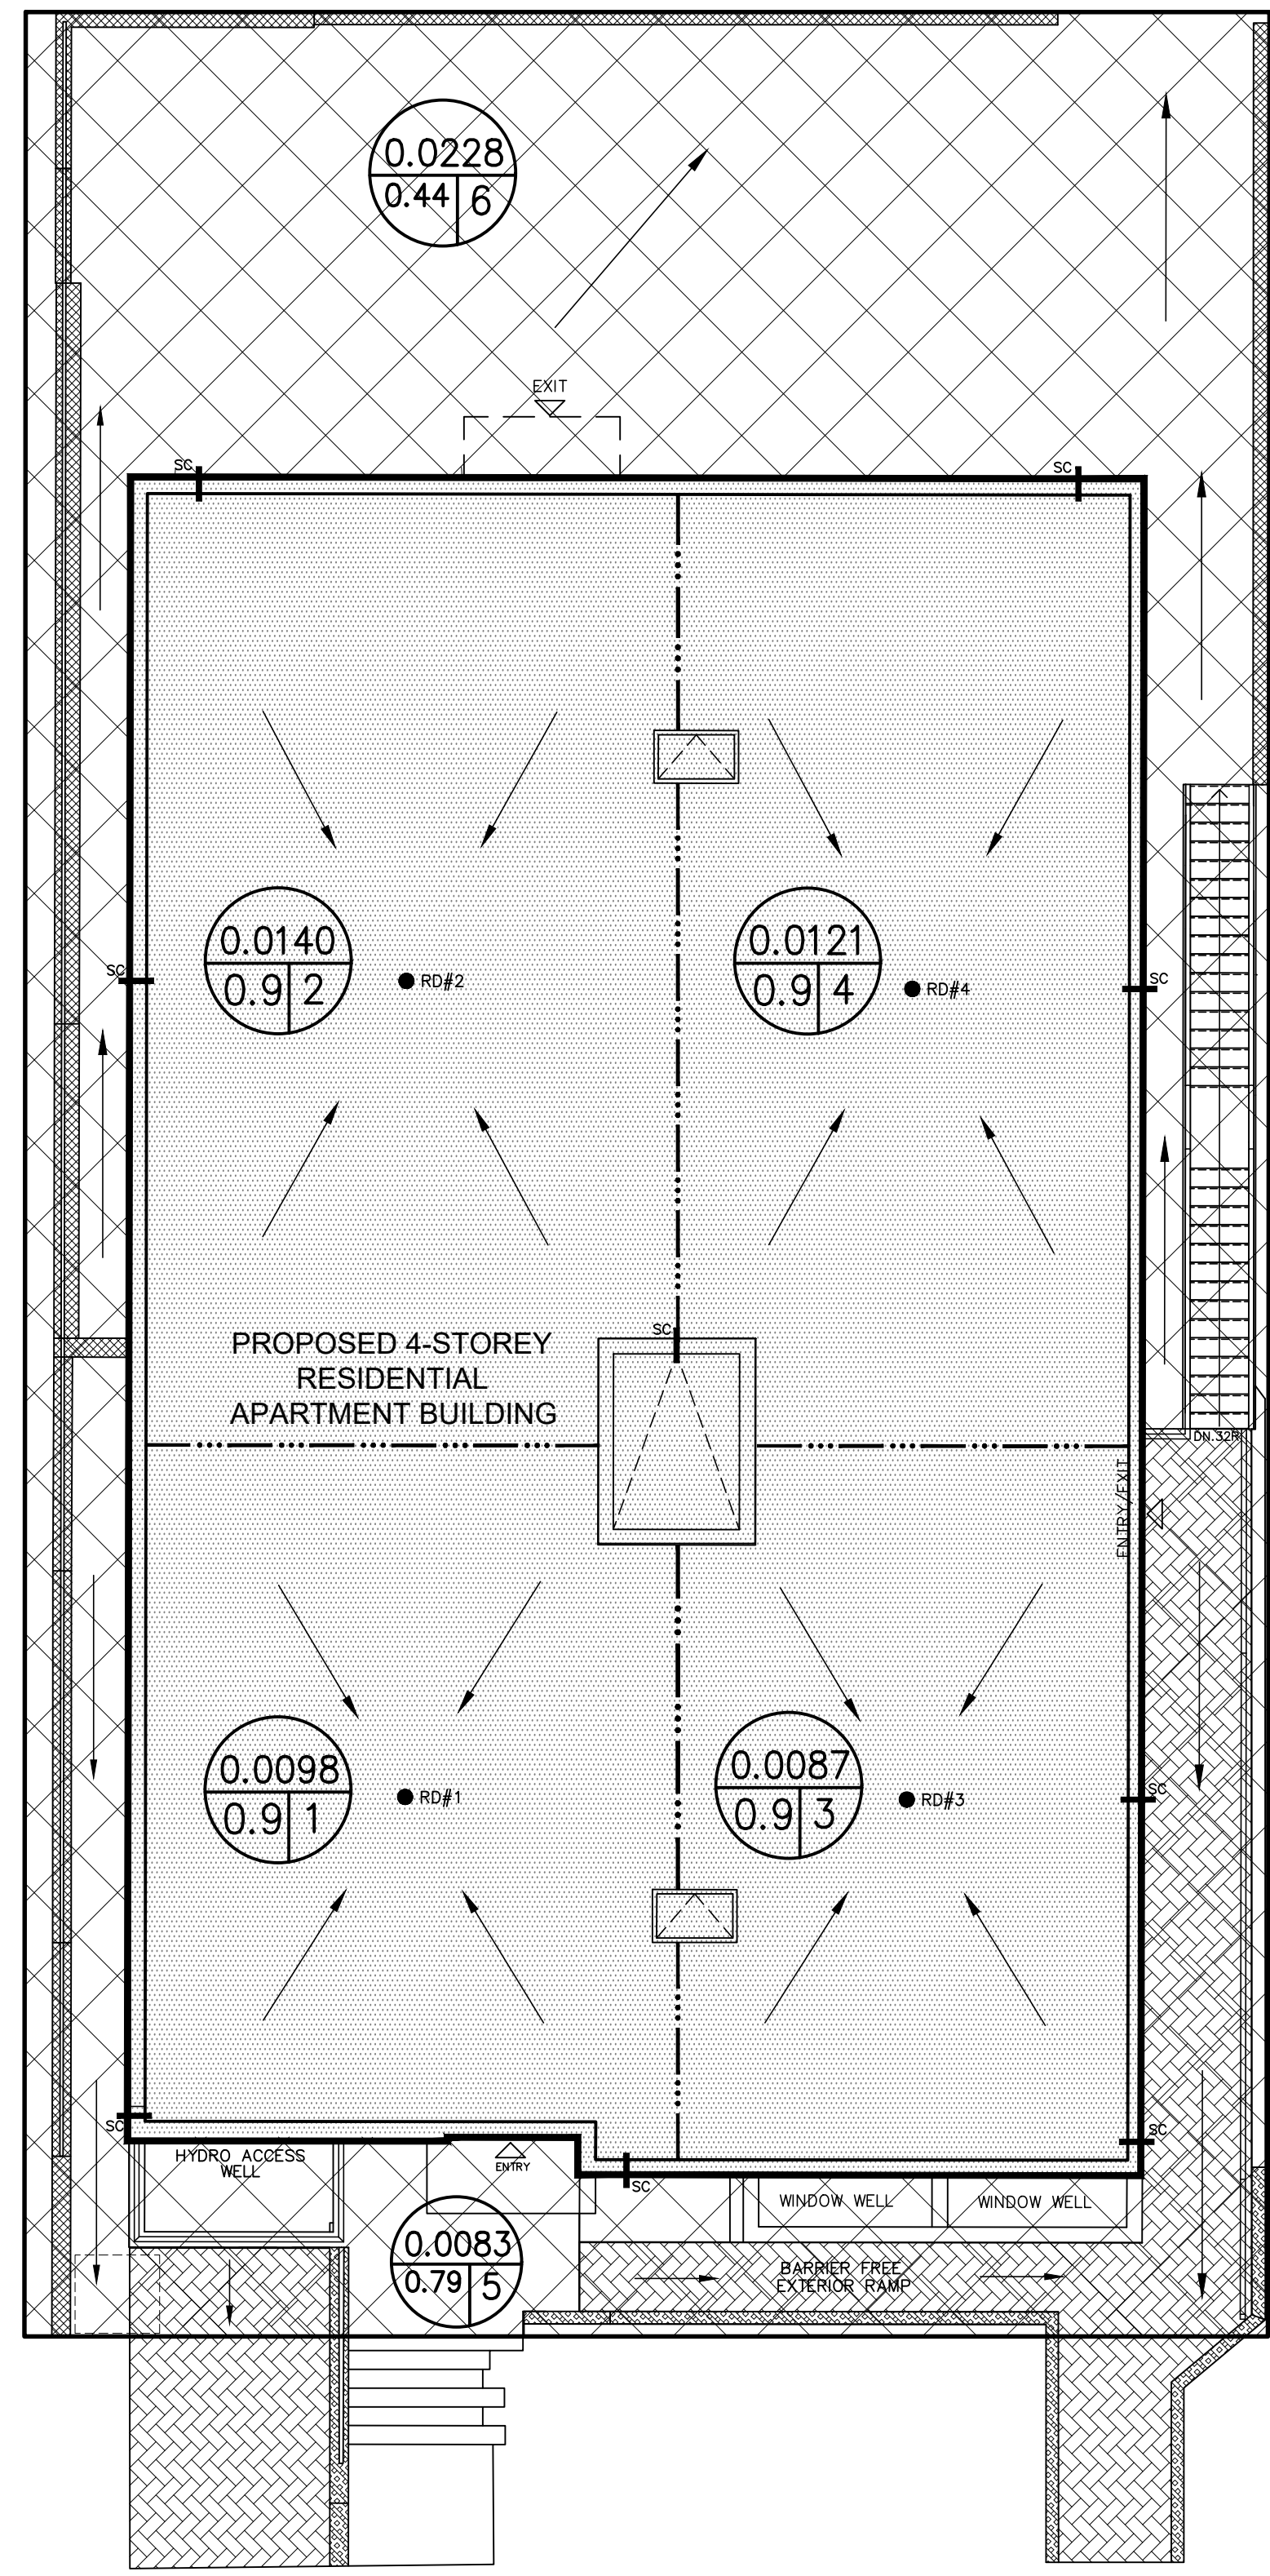 0.0228
0.44 6
EXIT
SC
SC
0.0140
0.9 2
RD#2
0.0121
0.9 4
RD#4
SC
SC
SC
PROPOSED 4-STOREY
RESIDENTIAL
APARTMENT BUILDING
DN.32R
ENTRY/EXIT
0.0098
0.9 1
RD#1
0.0087
0.9 3
RD#3
SC
SC
SC
HYDRO ACCESS
WELL
ENTRY
SC
WINDOW WELL
WINDOW WELL
0.0083
0.79 5
BARRIER FREE
EXTERIOR RAMP